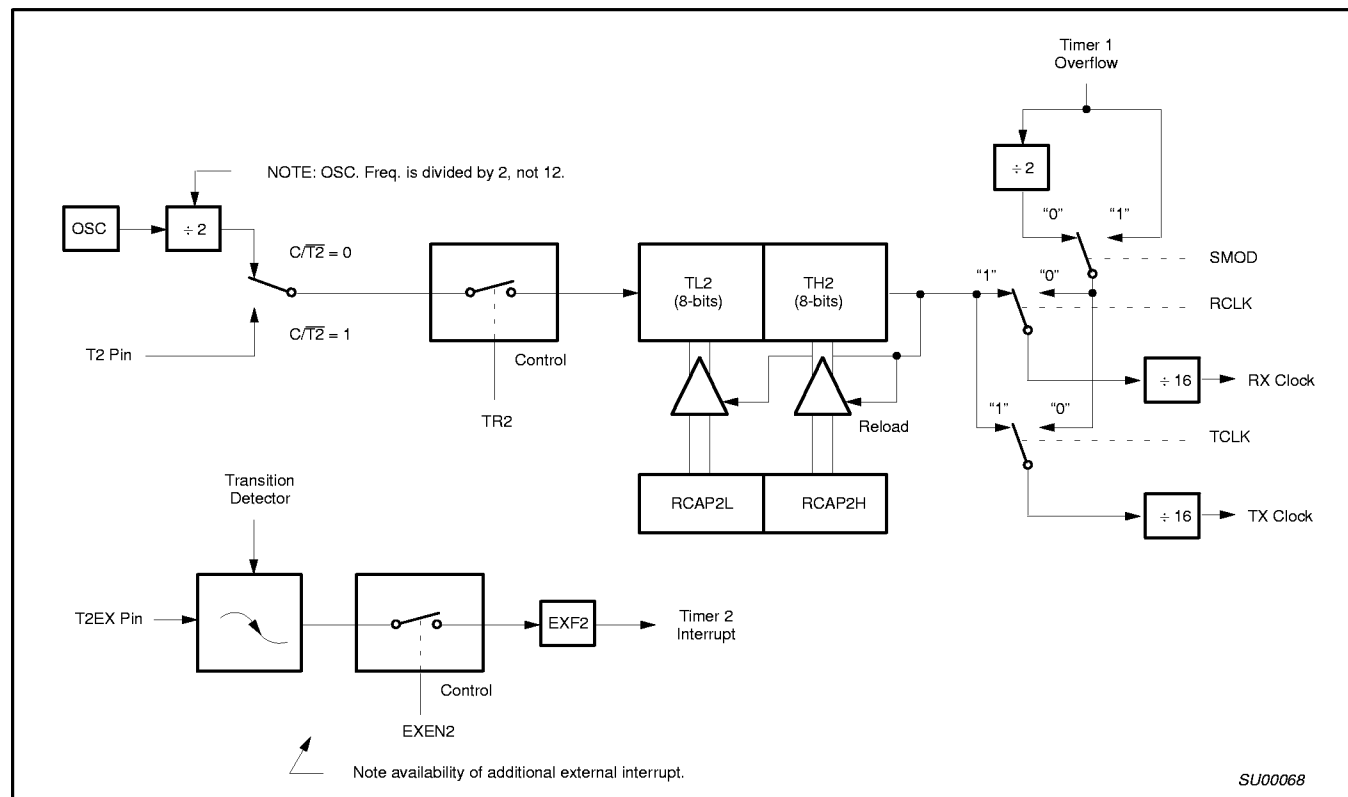 Timer 1
Overflow
NOTE: OSC. Freq. is divided by 2, not 12.
÷ 2
“0”
“1”
OSC
÷ 2
C/T̅2̅ = 0
SMOD
TL2
(8-bits)
TH2
(8-bits)
“1”
“0”
RCLK
C/T̅2̅ = 1
T2 Pin
Control
÷ 16
RX Clock
TR2
Reload
“1”
“0”
TCLK
Transition
Detector
RCAP2L
RCAP2H
÷ 16
TX Clock
T2EX Pin
EXF2
Timer 2
Interrupt
Control
EXEN2
Note availability of additional external interrupt.
SU00068